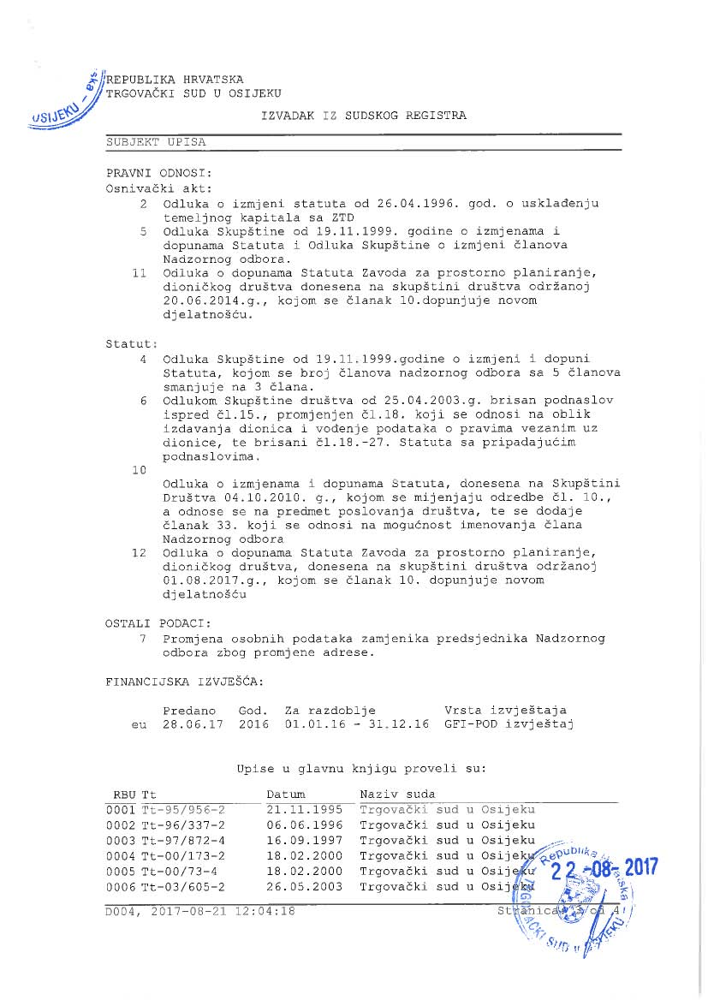 REPUBLIKA HRVATSKA
TRGOVAČKI SUD U OSIJEKU
OSIJEKU - ska
IZVADAK IZ SUDSKOG REGISTRA
SUBJEKT UPISA
PRAVNI ODNOSI:
Osnivački akt:
2 Odluka o izmjeni statuta od 26.04.1996. god. o usklađenju
temeljnog kapitala sa ZTD
5 Odluka Skupštine od 19.11.1999. godine o izmjenama i
dopunama Statuta i Odluka Skupštine o izmjeni članova
Nadzornog odbora.
11 Odluka o dopunama Statuta Zavoda za prostorno planiranje,
dioničkog društva donesena na skupštini društva održanoj
20.06.2014.g., kojom se članak 10.dopunjuje novom
djelatnošću.
Statut:
4 Odluka Skupštine od 19.11.1999.godine o izmjeni i dopuni
Statuta, kojom se broj članova nadzornog odbora sa 5 članova
smanjuje na 3 člana.
6 Odlukom Skupštine društva od 25.04.2003.g. brisan podnaslov
ispred čl.15., promjenjen čl.18. koji se odnosi na oblik
izdavanja dionica i vođenje podataka o pravima vezanim uz
dionice, te brisani čl.18.-27. Statuta sa pripadajućim
podnaslovima.
10
Odluka o izmjenama i dopunama Statuta, donesena na Skupštini
Društva 04.10.2010. g., kojom se mijenjaju odredbe čl. 10.,
a odnose se na predmet poslovanja društva, te se dodaje
članak 33. koji se odnosi na mogućnost imenovanja člana
Nadzornog odbora
12 Odluka o dopunama Statuta Zavoda za prostorno planiranje,
dioničkog društva, donesena na skupštini društva održanoj
01.08.2017.g., kojom se članak 10. dopunjuje novom
djelatnošću
OSTALI PODACI:
7 Promjena osobnih podataka zamjenika predsjednika Nadzornog
odbora zbog promjene adrese.
FINANCIJSKA IZVJEŠĆA:
Predano God. Za razdoblje Vrsta izvještaja
eu 28.06.17 2016 01.01.16 - 31.12.16 GFI-POD izvještaj
Upise u glavnu knjigu proveli su:
RBU Tt Datum Naziv suda
0001 Tt-95/956-2 21.11.1995 Trgovački sud u Osijeku
0002 Tt-96/337-2 06.06.1996 Trgovački sud u Osijeku
0003 Tt-97/872-4 16.09.1997 Trgovački sud u Osijeku
0004 Tt-00/173-2 18.02.2000 Trgovački sud u Osijeku
0005 Tt-00/73-4 18.02.2000 Trgovački sud u Osijeku
0006 Tt-03/605-2 26.05.2003 Trgovački sud u Osijeku
Republika Hrvatska
22-08-2017
TRGOVAČKI SUD U OSIJEKU
D004, 2017-08-21 12:04:18 Stranica 3 od 4